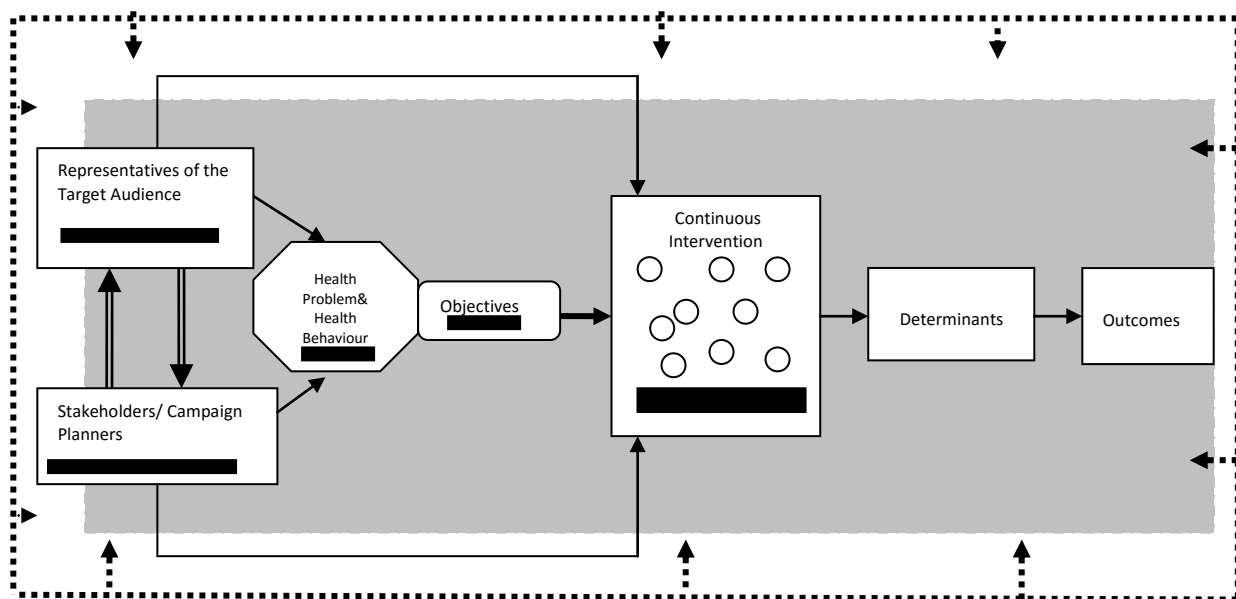 Representatives of the
Target Audience
Health
Problem&
Health
Behaviour
Objectives
Continuous
Intervention
Determinants
Outcomes
Stakeholders/ Campaign
Planners